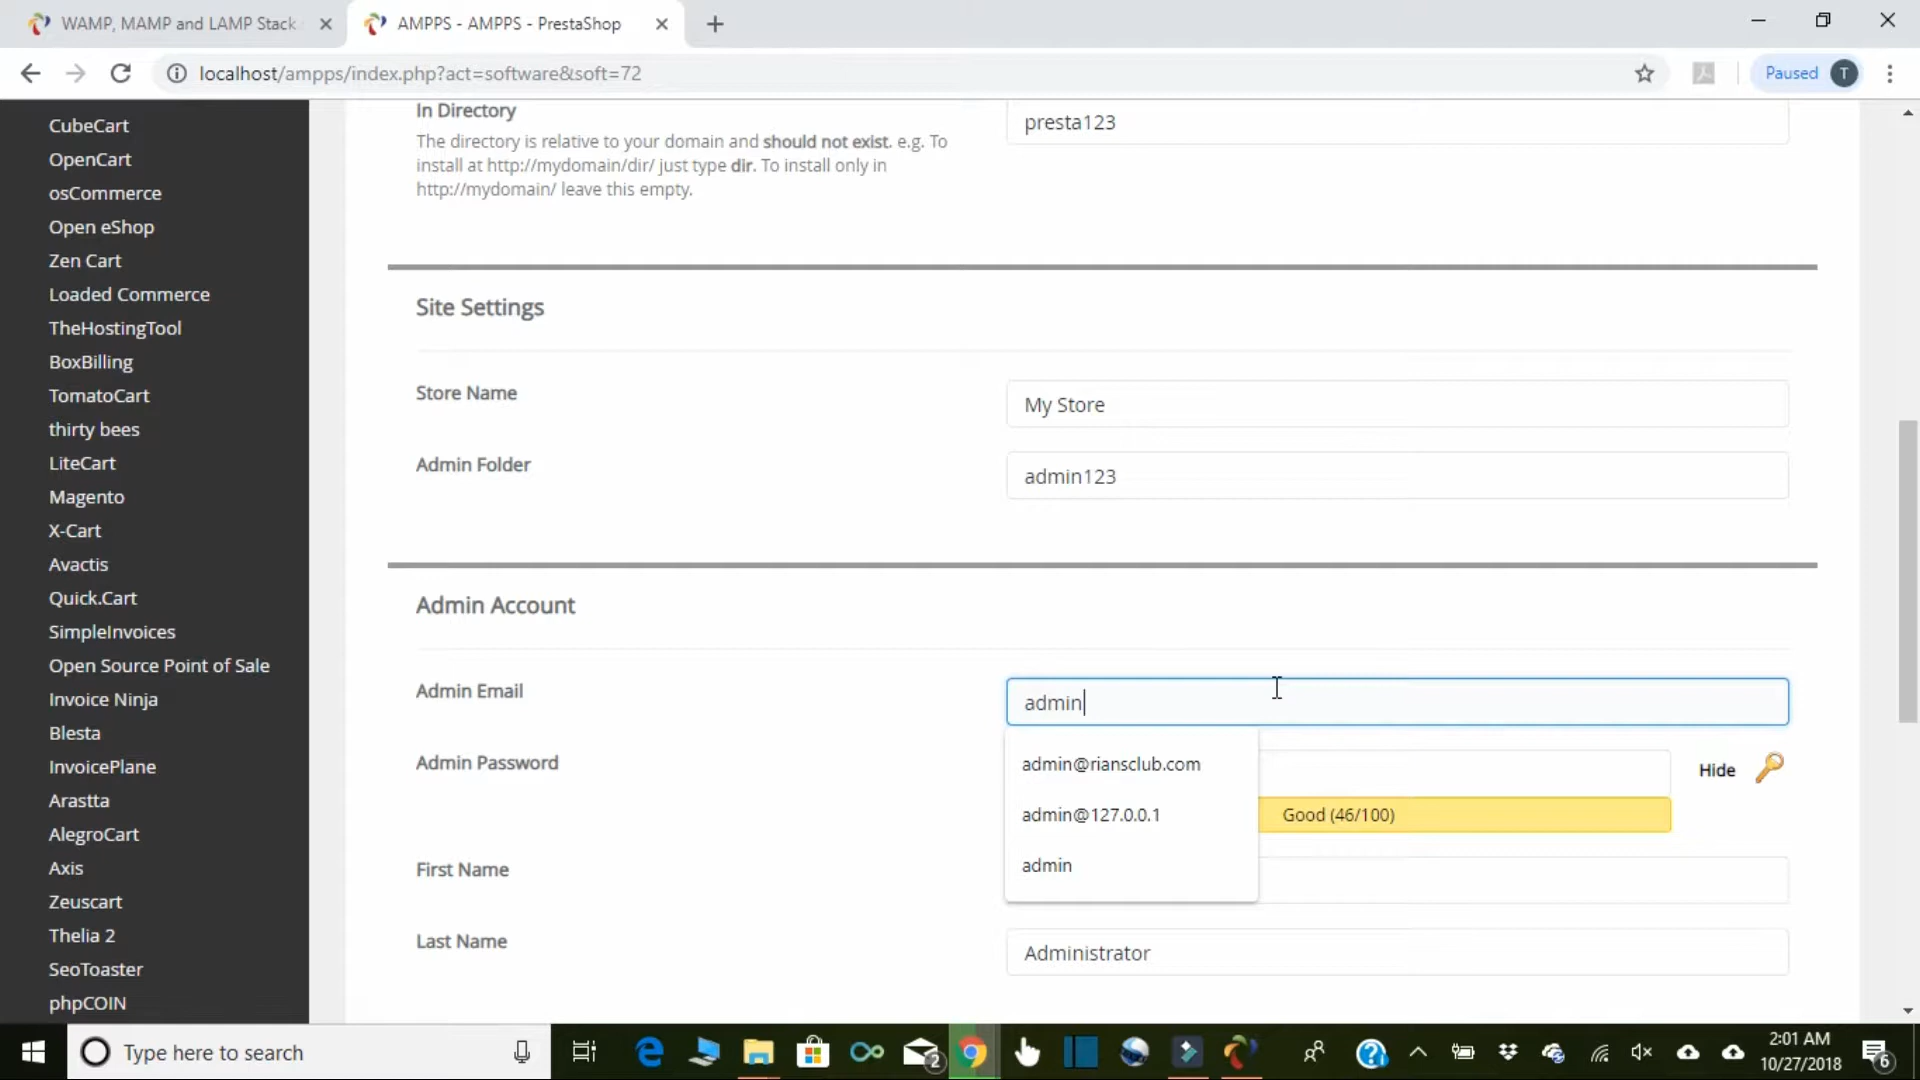 WAMP, MAMP and LAMP Stack
AMPPS - AMPPS - PrestaShop
localhost/ampps/index.php?act=software&soft=72
Paused
T
CubeCart
OpenCart
osCommerce
Open eShop
Zen Cart
Loaded Commerce
TheHostingTool
BoxBilling
TomatoCart
thirty bees
LiteCart
Magento
X-Cart
Avactis
Quick.Cart
SimpleInvoices
Open Source Point of Sale
Invoice Ninja
Blesta
InvoicePlane
Arastta
AlegroCart
Axis
Zeuscart
Thelia 2
SeoToaster
phpCOIN
In Directory
presta123
The directory is relative to your domain and should not exist. e.g. To
install at http://mydomain/dir/ just type dir. To install only in
http://mydomain/ leave this empty.
Site Settings
Store Name
My Store
Admin Folder
admin123
Admin Account
Admin Email
admin
admin@riansclub.com
admin@127.0.0.1
admin
Admin Password
Hide
Good (46/100)
First Name
Last Name
Administrator
Type here to search
2
2:01 AM
10/27/2018
6